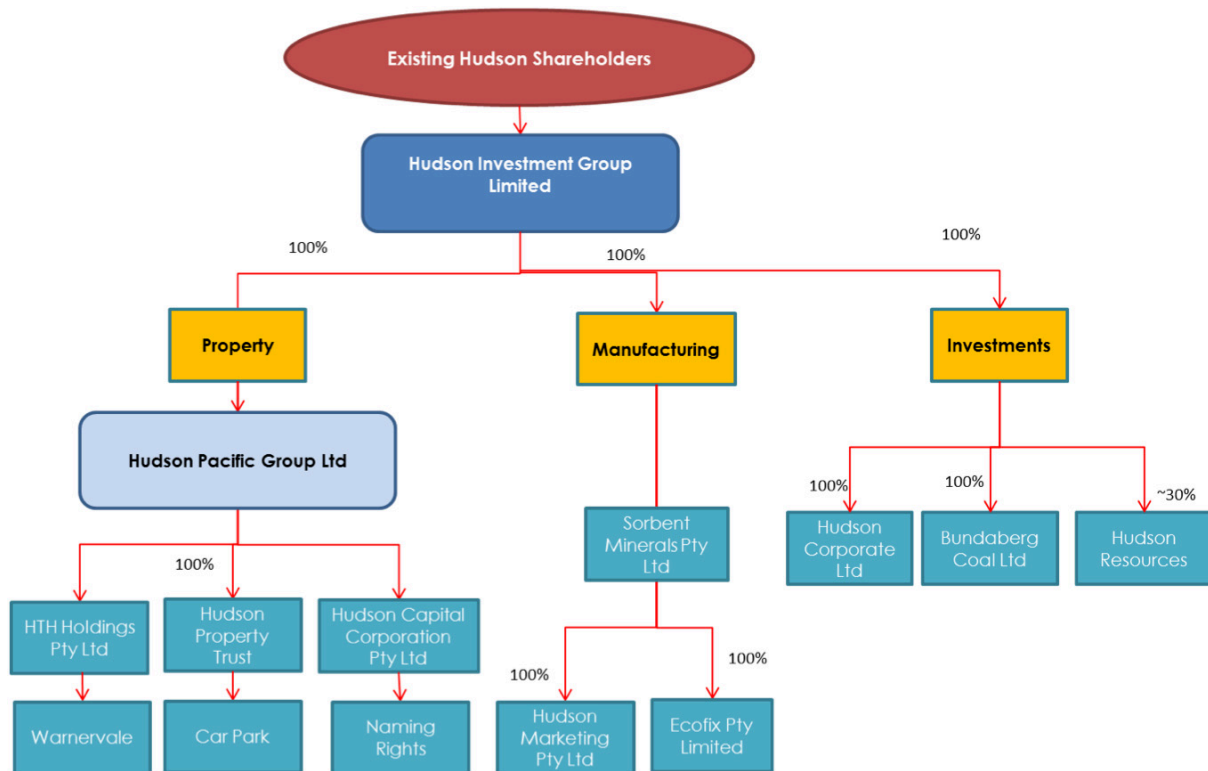 Existing Hudson Shareholders
Hudson Investment Group
Limited
100%
100%
100%
Property
Manufacturing
Investments
Hudson Pacific Group Ltd
100%
100%
~30%
Sorbent
Minerals Pty
Ltd
Hudson
Corporate
Ltd
Bundaberg
Coal Ltd
Hudson
Resources
100%
HTH Holdings
Pty Ltd
Hudson
Property
Trust
Hudson Capital
Corporation
Pty Ltd
100%
100%
Warnervale
Car Park
Naming
Rights
Hudson
Marketing
Pty Ltd
Ecofix Pty
Limited